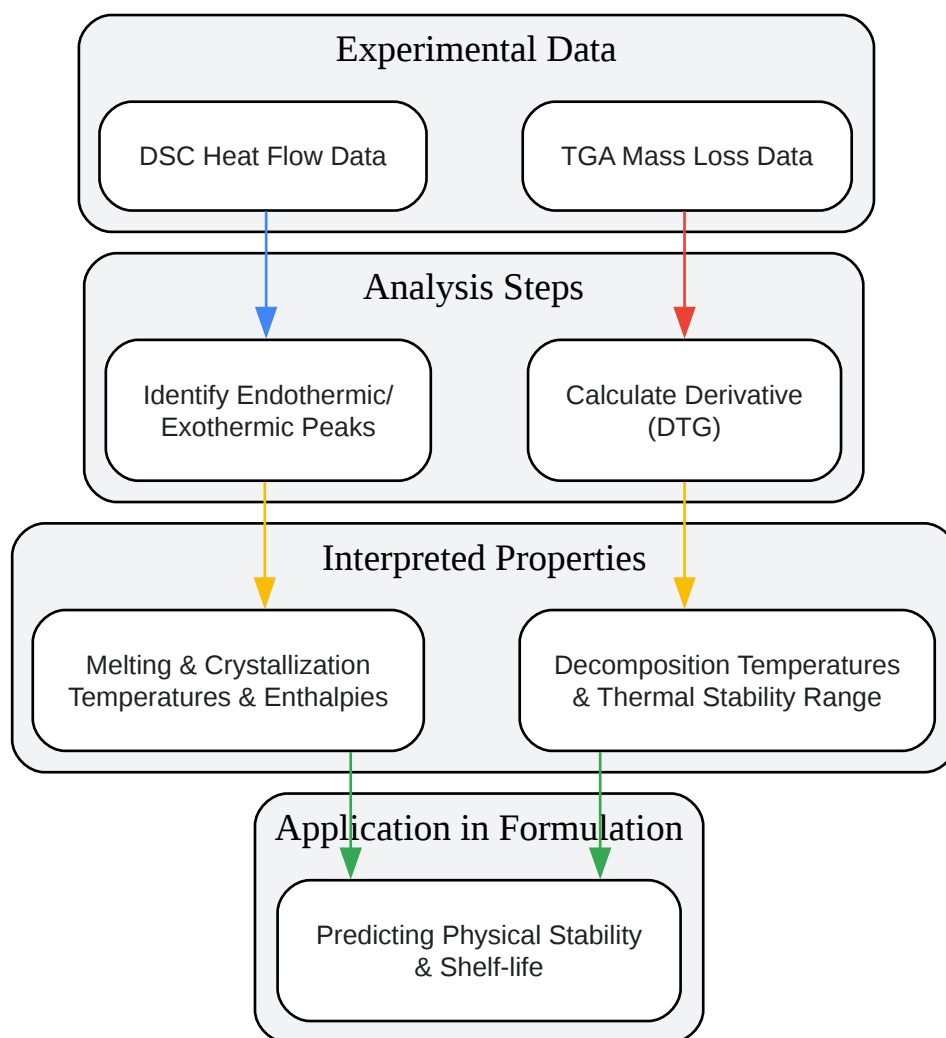 Experimental Data
DSC Heat Flow Data
TGA Mass Loss Data
Analysis Steps
Identify Endothermic/
Exothermic Peaks
Calculate Derivative
(DTG)
Interpreted Properties
Melting & Crystallization
Temperatures & Enthalpies
Decomposition Temperatures
& Thermal Stability Range
Application in Formulation
Predicting Physical Stability
& Shelf-life